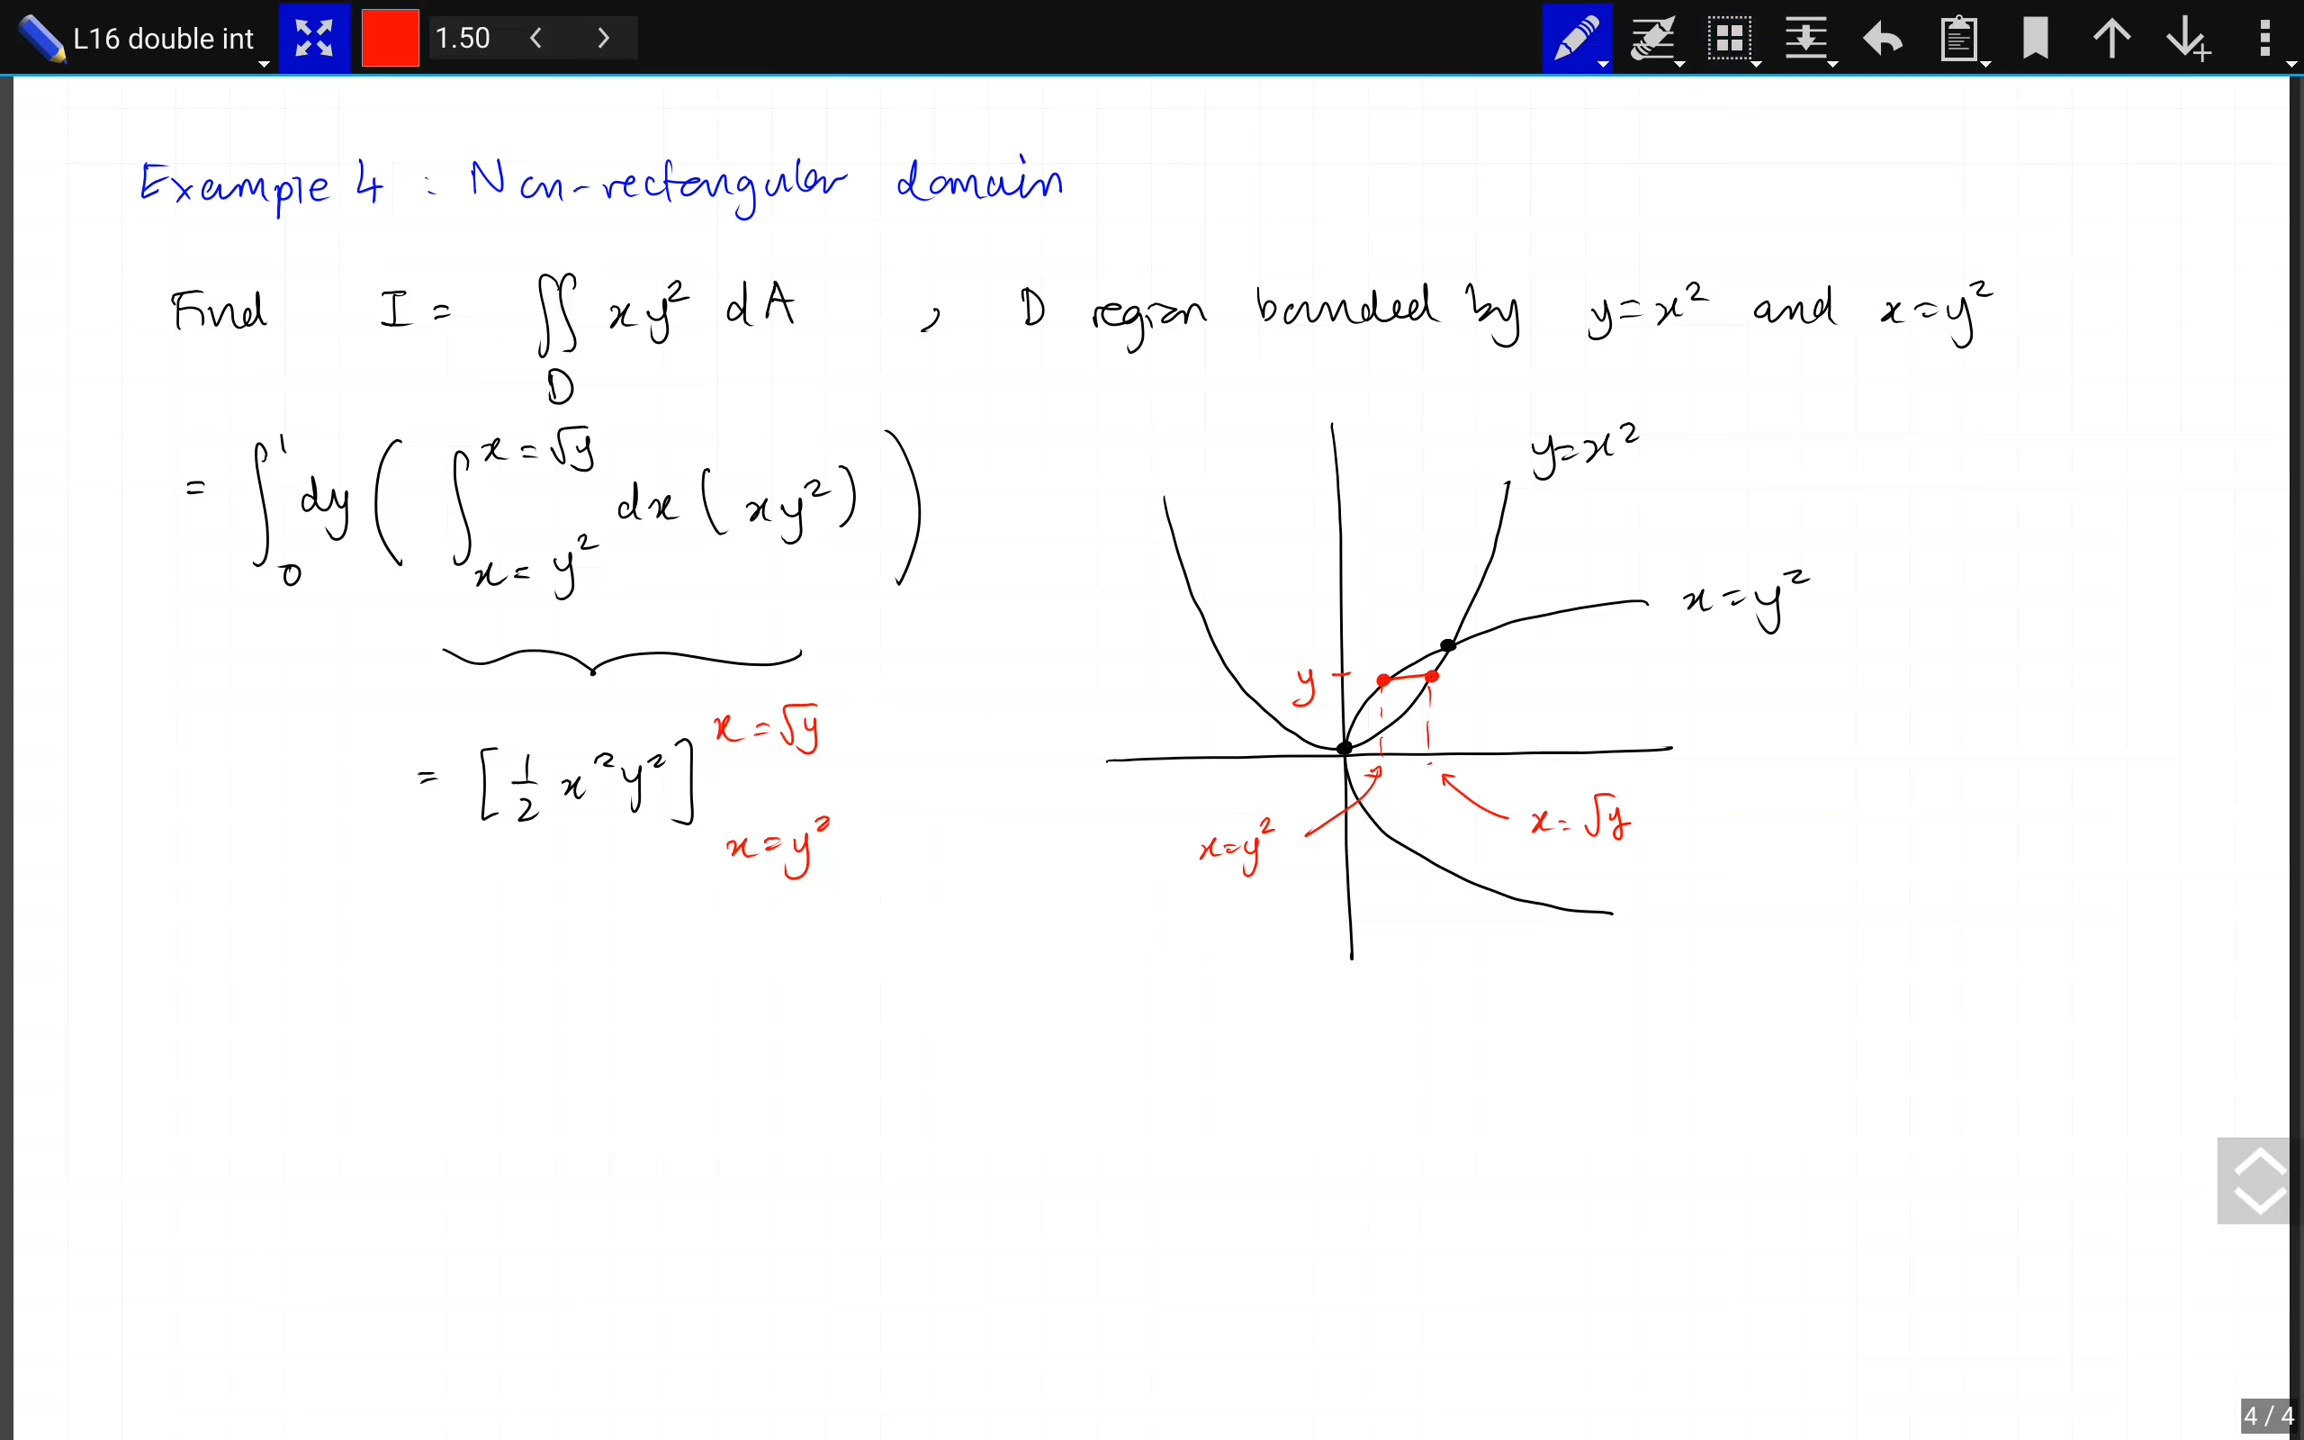 L16 double int 1.50
Example 4 : Non-rectangular domain
Find I = ∬_D xy² dA , D region bounded by y=x² and x=y²
= ∫₀¹ dy ( ∫_{x=y²}^{x=√y} dx ( xy² ) )
= [ ½ x²y² ]_{x=y²}^{x=√y}
y=x²
x=y²
y
x=y²
x=√y
4 / 4